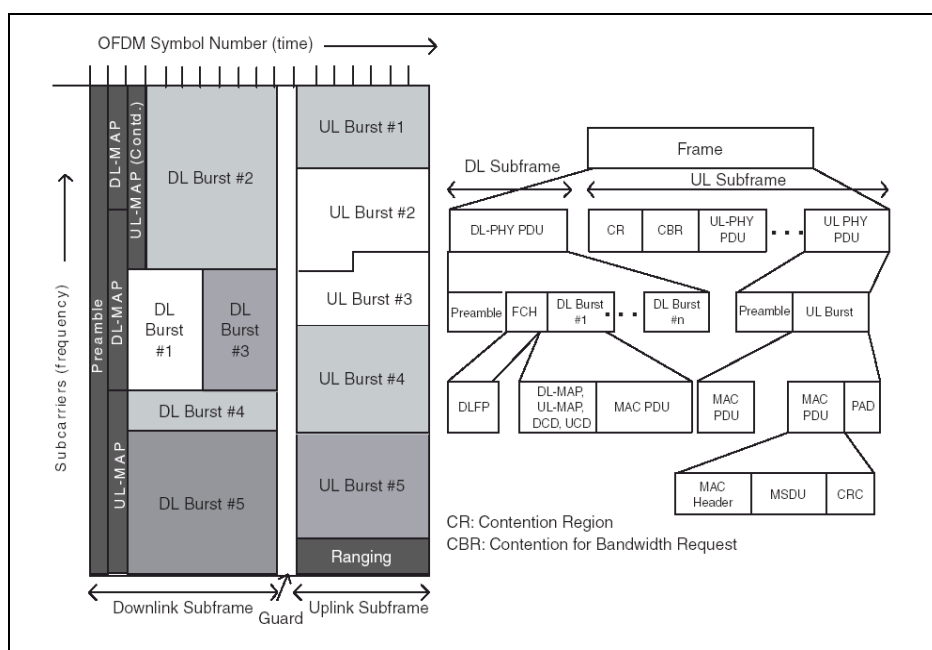 OFDM Symbol Number (time)
Subcarriers (frequency)
Preamble
DL-MAP
DL-MAP
UL-MAP
UL-MAP (Contd.)
DL Burst #2
DL
Burst
#1
DL
Burst
#3
DL Burst #4
DL Burst #5
UL Burst #1
UL Burst #2
UL Burst #3
UL Burst #4
UL Burst #5
Ranging
Downlink Subframe
Guard
Uplink Subframe
Frame
DL Subframe
UL Subframe
DL-PHY PDU
CR
CBR
UL-PHY
PDU
UL PHY
PDU
Preamble
FCH
DL Burst
#1
DL Burst
#n
Preamble
UL Burst
DLFP
DL-MAP,
UL-MAP,
DCD, UCD
MAC PDU
MAC
PDU
MAC
PDU
PAD
MAC
Header
MSDU
CRC
CR: Contention Region
CBR: Contention for Bandwidth Request